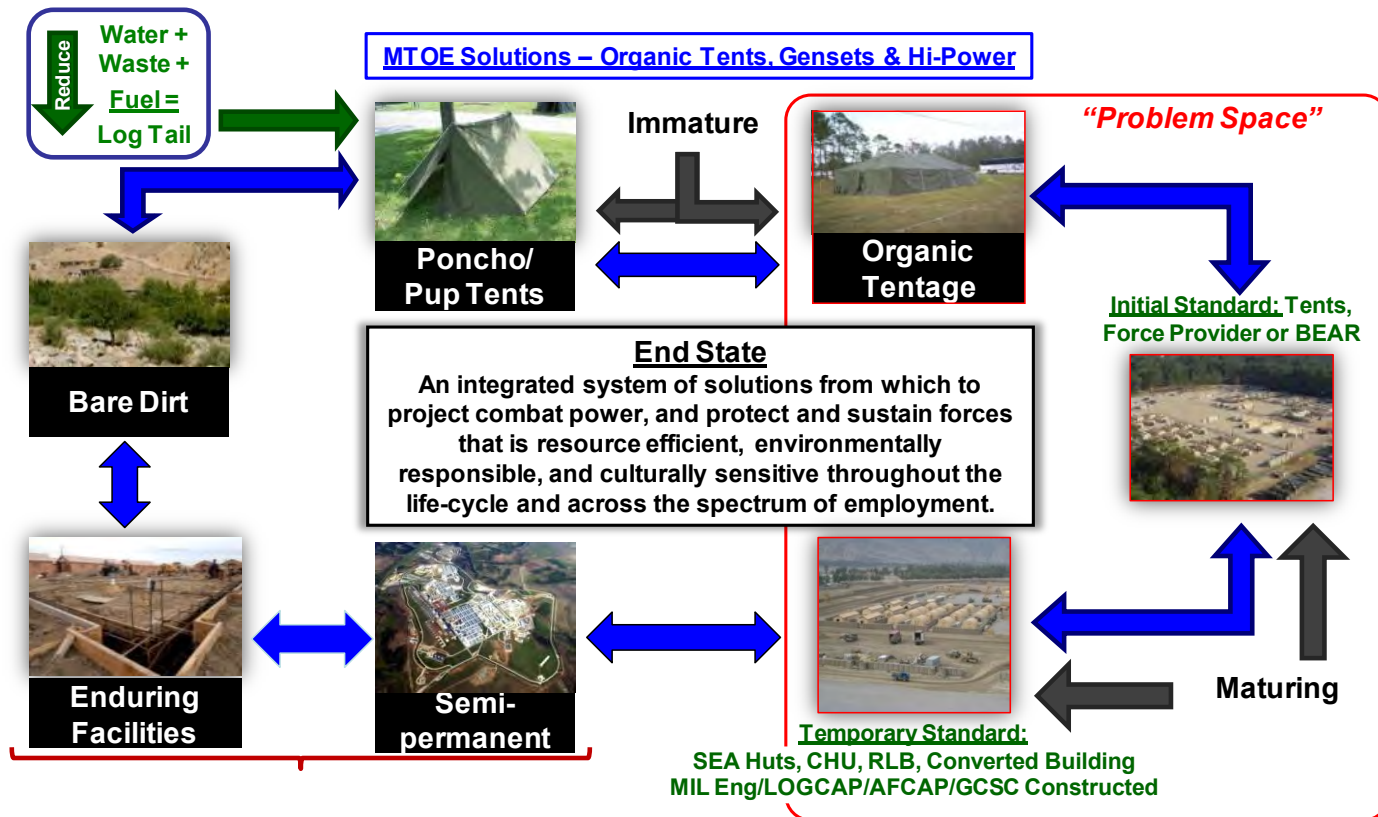 Reduce
Water +
Waste +
Fuel =
Log Tail
MTOE Solutions – Organic Tents, Gensets & Hi-Power
Immature
“Problem Space”
Poncho/
Pup Tents
Organic
Tentage
Bare Dirt
Initial Standard: Tents,
Force Provider or BEAR
End State
An integrated system of solutions from which to
project combat power, and protect and sustain forces
that is resource efficient, environmentally
responsible, and culturally sensitive throughout the
life-cycle and across the spectrum of employment.
Enduring
Facilities
Semi-
permanent
Maturing
Temporary Standard:
SEA Huts, CHU, RLB, Converted Building
MIL Eng/LOGCAP/AFCAP/GCSC Constructed